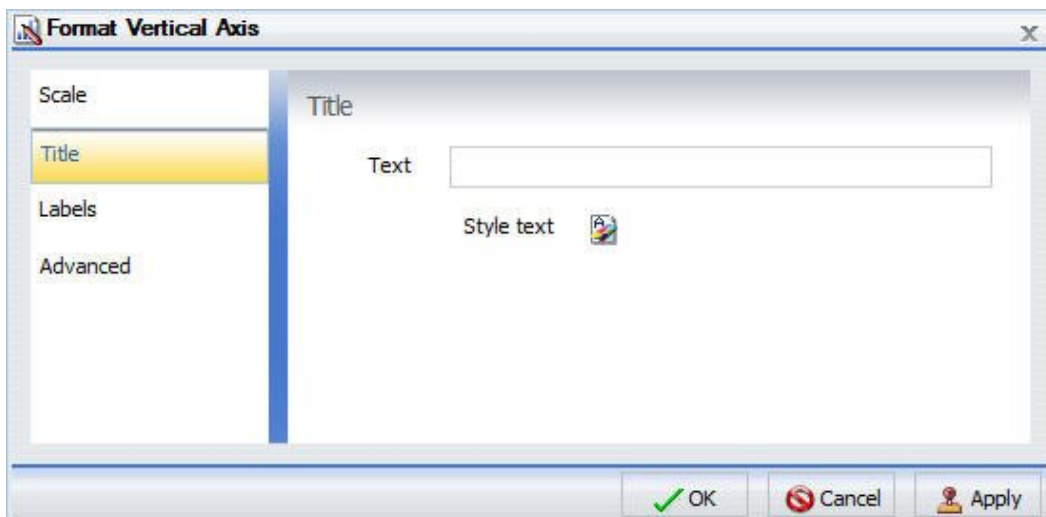 Format Vertical Axis
x
Scale
Title
Labels
Advanced
Title
Text
Style text
OK
Cancel
Apply